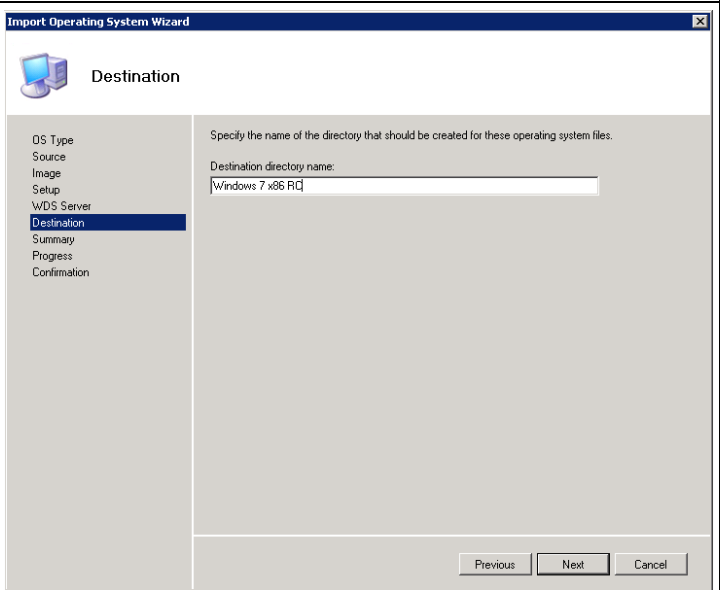 Import Operating System Wizard
Destination
OS Type
Source
Image
Setup
WDS Server
Destination
Summary
Progress
Confirmation
Specify the name of the directory that should be created for these operating system files.
Destination directory name:
Windows 7 x86 RC
Previous
Next
Cancel